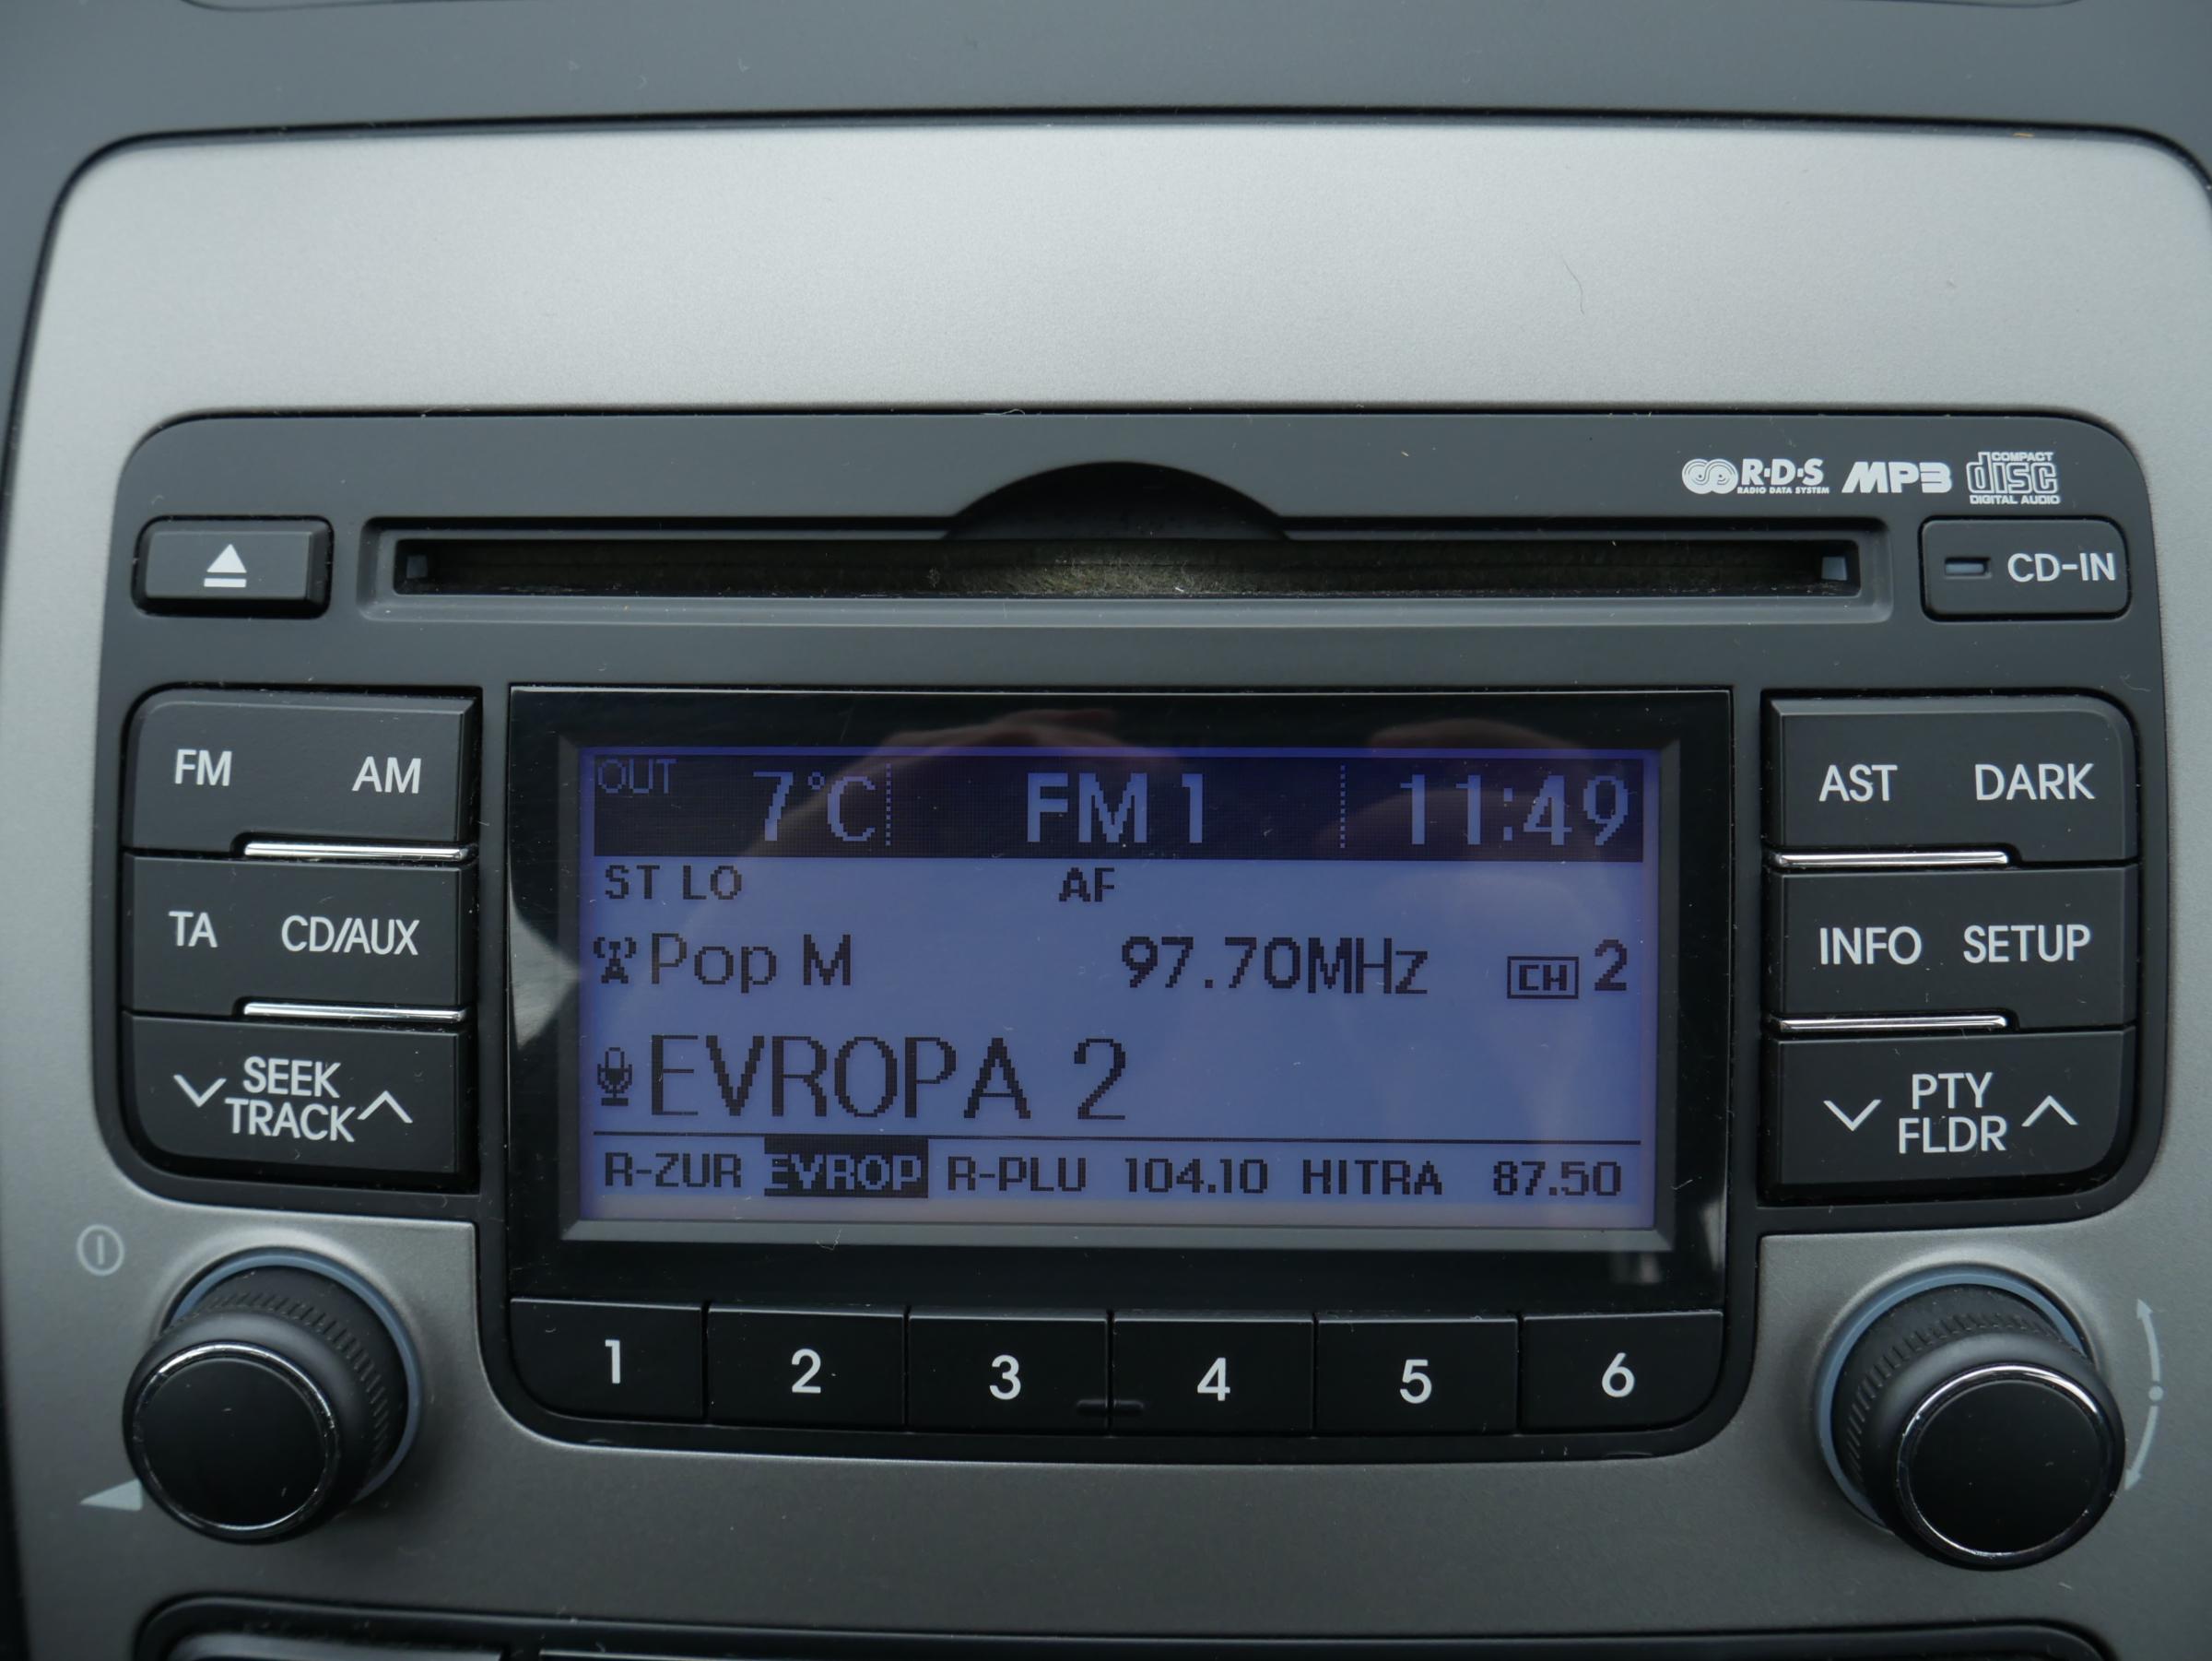 R·D·S MP3 COMPACT disc
RADIO DATA SYSTEM DIGITAL AUDIO
CD-IN
FM AM
OUT 7°C FM1 11:49
AST DARK
ST LO AF
TA CD/AUX
Pop M 97.70MHz CH 2
INFO SETUP
EVROPA 2
SEEK
TRACK
PTY
FLDR
R-ZUR EVROP R-PLU 104.10 HITRA 87.50
1 2 3 4 5 6